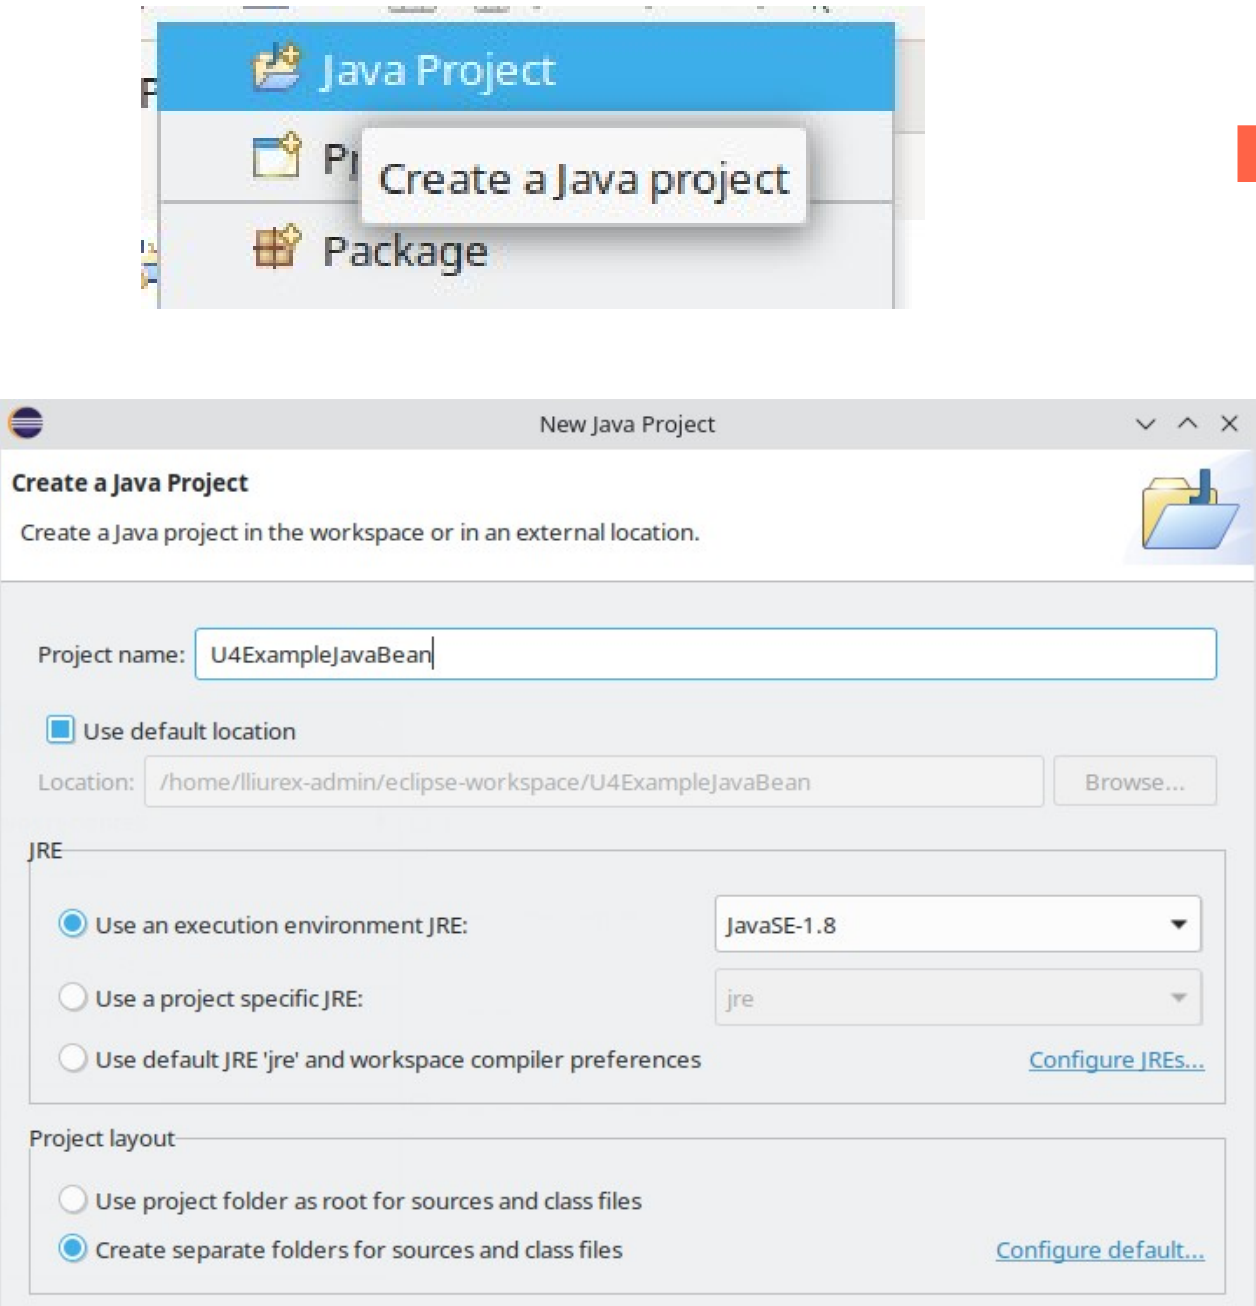 Java Project
Create a Java project
Package
New Java Project
Create a Java Project
Create a Java project in the workspace or in an external location.
Project name: U4ExampleJavaBean
Use default location
Location: /home/lliurex-admin/eclipse-workspace/U4ExampleJavaBean Browse...
JRE
Use an execution environment JRE: JavaSE-1.8
Use a project specific JRE: jre
Use default JRE 'jre' and workspace compiler preferences Configure JREs...
Project layout
Use project folder as root for sources and class files
Create separate folders for sources and class files Configure default...